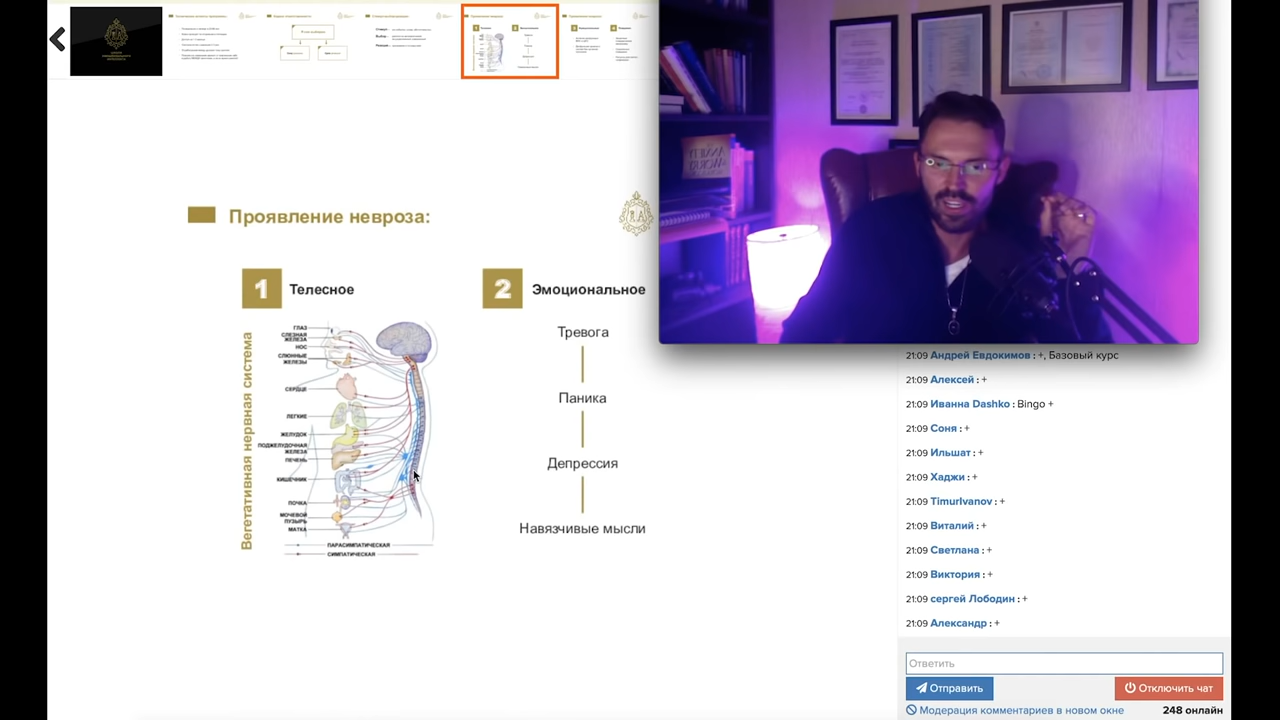 Проявление невроза:
1
Телесное
2
Эмоциональное
Вегетативная нервная система
ГЛАЗ
СЛЕЗНАЯ
ЖЕЛЕЗА
НОС
СЛЮННЫЕ
ЖЕЛЕЗЫ
СЕРДЦЕ
ЛЕГКИЕ
ЖЕЛУДОК
ПОДЖЕЛУДОЧНАЯ
ЖЕЛЕЗА
ПЕЧЕНЬ
КИШЕЧНИК
ПОЧКА
МОЧЕВОЙ
ПУЗЫРЬ
МАТКА
ПАРАСИМПАТИЧЕСКАЯ
СИМПАТИЧЕСКАЯ
Тревога
Паника
Депрессия
Навязчивые мысли
21:09 Андрей Евдокимов : +, Базовый курс
21:09 Алексей : +
21:09 Иванна Dashko : Bingo +
21:09 Соня : +
21:09 Ильшат : +
21:09 Хаджи : +
21:09 TimurIvanov : +
21:09 Виталий : +
21:09 Светлана : +
21:09 Виктория : +
21:09 сергей Лободин : +
21:09 Александр : +
Ответить
Отправить
Отключить чат
Модерация комментариев в новом окне
248 онлайн